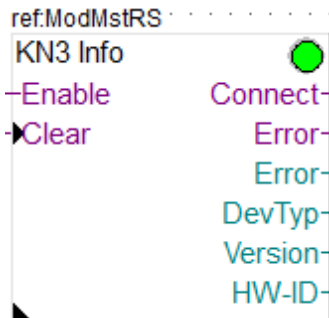 ref:ModMstRS
KN3 Info
Enable Connect
Clear Error
Error
DevTyp
Version
HW-ID